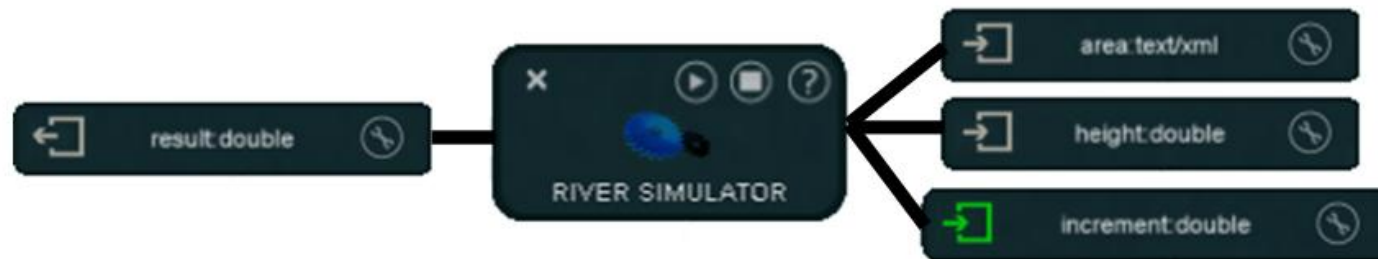 result:double
RIVER SIMULATOR
area:text/xml
height:double
increment:double